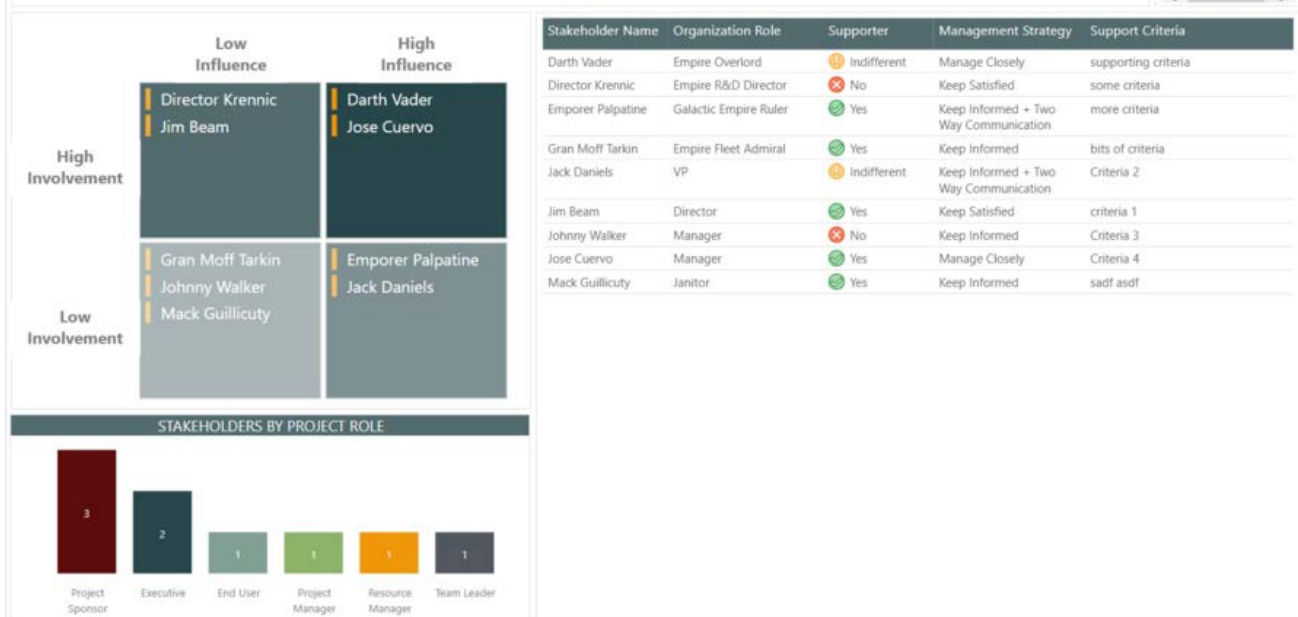 Low Influence
High Influence
High Involvement
Director Krennic
Jim Beam
Darth Vader
Jose Cuervo
Low Involvement
Gran Moff Tarkin
Johnny Walker
Mack Guillicuty
Emporer Palpatine
Jack Daniels
STAKEHOLDERS BY PROJECT ROLE
3
2
1
1
1
1
Project Sponsor
Executive
End User
Project Manager
Resource Manager
Team Leader
Stakeholder Name Organization Role Supporter Management Strategy Support Criteria
Darth Vader Empire Overlord Indifferent Manage Closely supporting criteria
Director Krennic Empire R&D Director No Keep Satisfied some criteria
Emporer Palpatine Galactic Empire Ruler Yes Keep Informed + Two Way Communication more criteria
Gran Moff Tarkin Empire Fleet Admiral Yes Keep Informed bits of criteria
Jack Daniels VP Indifferent Keep Informed + Two Way Communication Criteria 2
Jim Beam Director Yes Keep Satisfied criteria 1
Johnny Walker Manager No Keep Informed Criteria 3
Jose Cuervo Manager Yes Manage Closely Criteria 4
Mack Guillicuty Janitor Yes Keep Informed sadf asdf